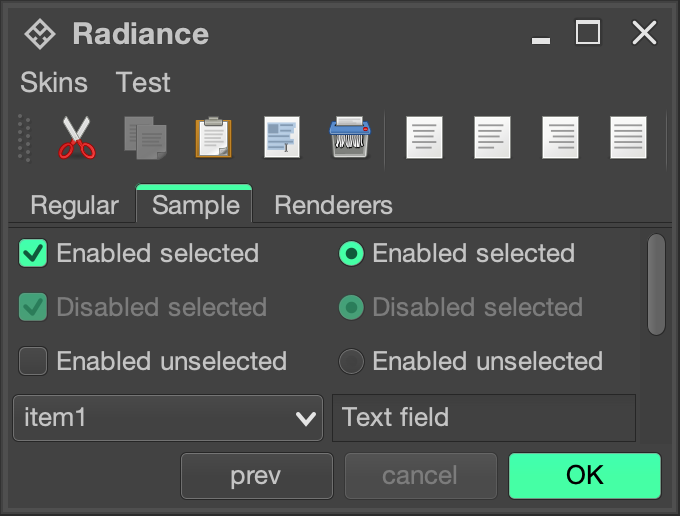 Radiance
Skins Test
Regular Sample Renderers
Enabled selected Enabled selected
Disabled selected Disabled selected
Enabled unselected Enabled unselected
item1 Text field
prev cancel OK